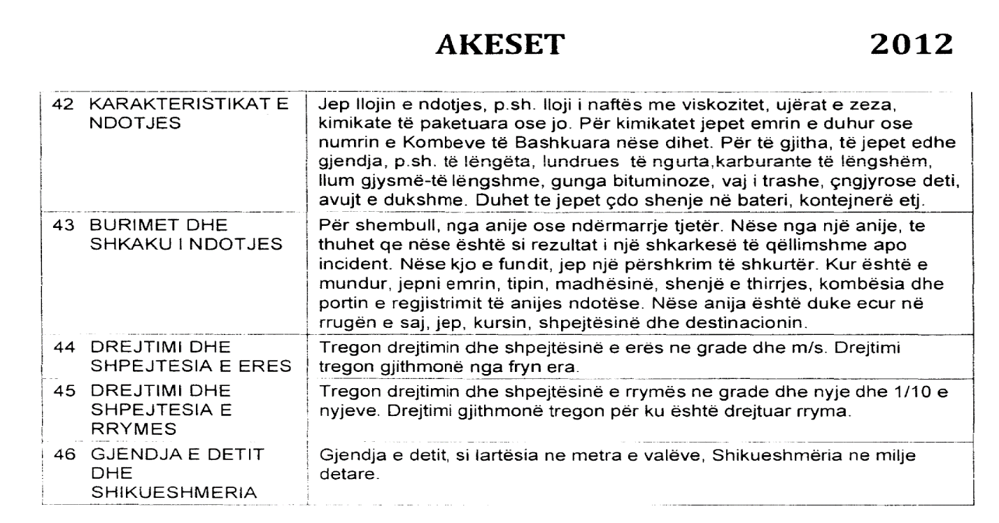 AKESET 2012
42 KARAKTERISTIKAT E
NDOTJES
Jep llojin e ndotjes, p.sh. lloji i naftës me viskozitet, ujërat e zeza,
kimikate të paketuara ose jo. Për kimikatet jepet emrin e duhur ose
numrin e Kombeve të Bashkuara nëse dihet. Për të gjitha, të jepet edhe
gjendja, p.sh. të lëngëta, lundrues të ngurta,karburante të lëngshëm,
llum gjysmë-të lëngshme, gunga bituminoze, vaj i trashe, çngjyrose deti,
avujt e dukshme. Duhet te jepet çdo shenje në bateri, kontejnerë etj.
43 BURIMET DHE
SHKAKU I NDOTJES
Për shembull, nga anije ose ndërmarrje tjetër. Nëse nga një anije, te
thuhet qe nëse është si rezultat i një shkarkesë të qëllimshme apo
incident. Nëse kjo e fundit, jep një përshkrim të shkurtër. Kur është e
mundur, jepni emrin, tipin, madhësinë, shenjë e thirrjes, kombësia dhe
portin e regjistrimit të anijes ndotëse. Nëse anija është duke ecur në
rrugën e saj, jep, kursin, shpejtësinë dhe destinacionin.
44 DREJTIMI DHE
SHPEJTESIA E ERES
Tregon drejtimin dhe shpejtësinë e erës ne grade dhe m/s. Drejtimi
tregon gjithmonë nga fryn era.
45 DREJTIMI DHE
SHPEJTESIA E
RRYMES
Tregon drejtimin dhe shpejtësinë e rrymës ne grade dhe nyje dhe 1/10 e
nyjeve. Drejtimi gjithmonë tregon për ku është drejtuar rryma.
46 GJENDJA E DETIT
DHE
SHIKUESHMERIA
Gjendja e detit, si lartësia ne metra e valëve, Shikueshmëria ne milje
detare.